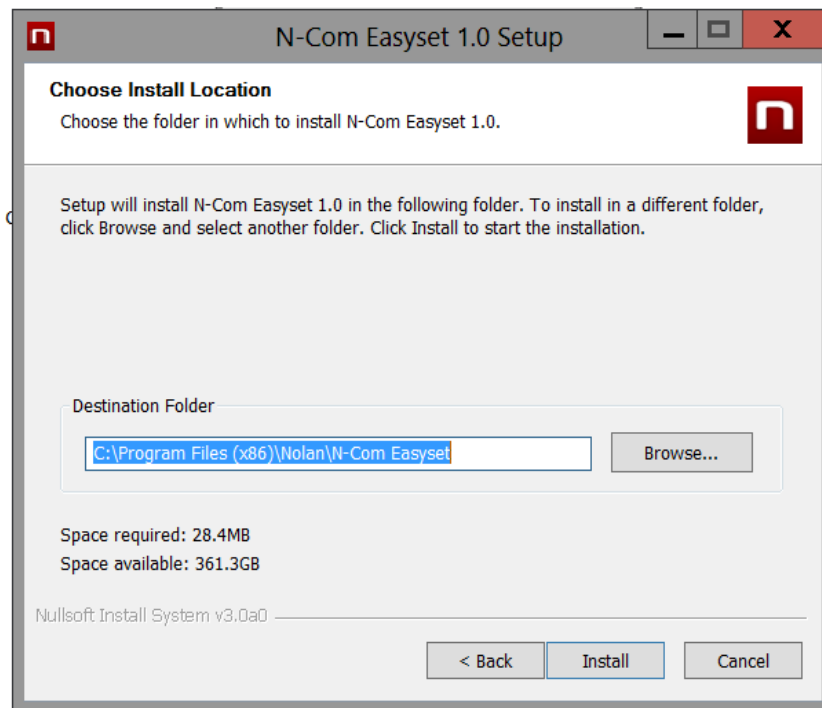 N-Com Easyset 1.0 Setup
Choose Install Location
Choose the folder in which to install N-Com Easyset 1.0.
Setup will install N-Com Easyset 1.0 in the following folder. To install in a different folder,
click Browse and select another folder. Click Install to start the installation.
Destination Folder
C:\Program Files (x86)\Nolan\N-Com Easyset
Browse...
Space required: 28.4MB
Space available: 361.3GB
Nullsoft Install System v3.0a0
< Back
Install
Cancel